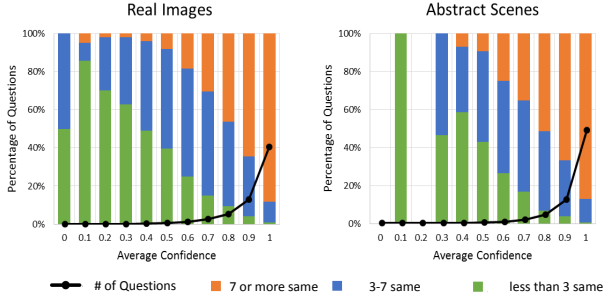 Real Images
Abstract Scenes
Percentage of Questions
100%
80%
60%
40%
20%
0%
0 0.1 0.2 0.3 0.4 0.5 0.6 0.7 0.8 0.9 1
Average Confidence
Percentage of Questions
100%
80%
60%
40%
20%
0%
0 0.1 0.2 0.3 0.4 0.5 0.6 0.7 0.8 0.9 1
Average Confidence
# of Questions 7 or more same 3-7 same less than 3 same